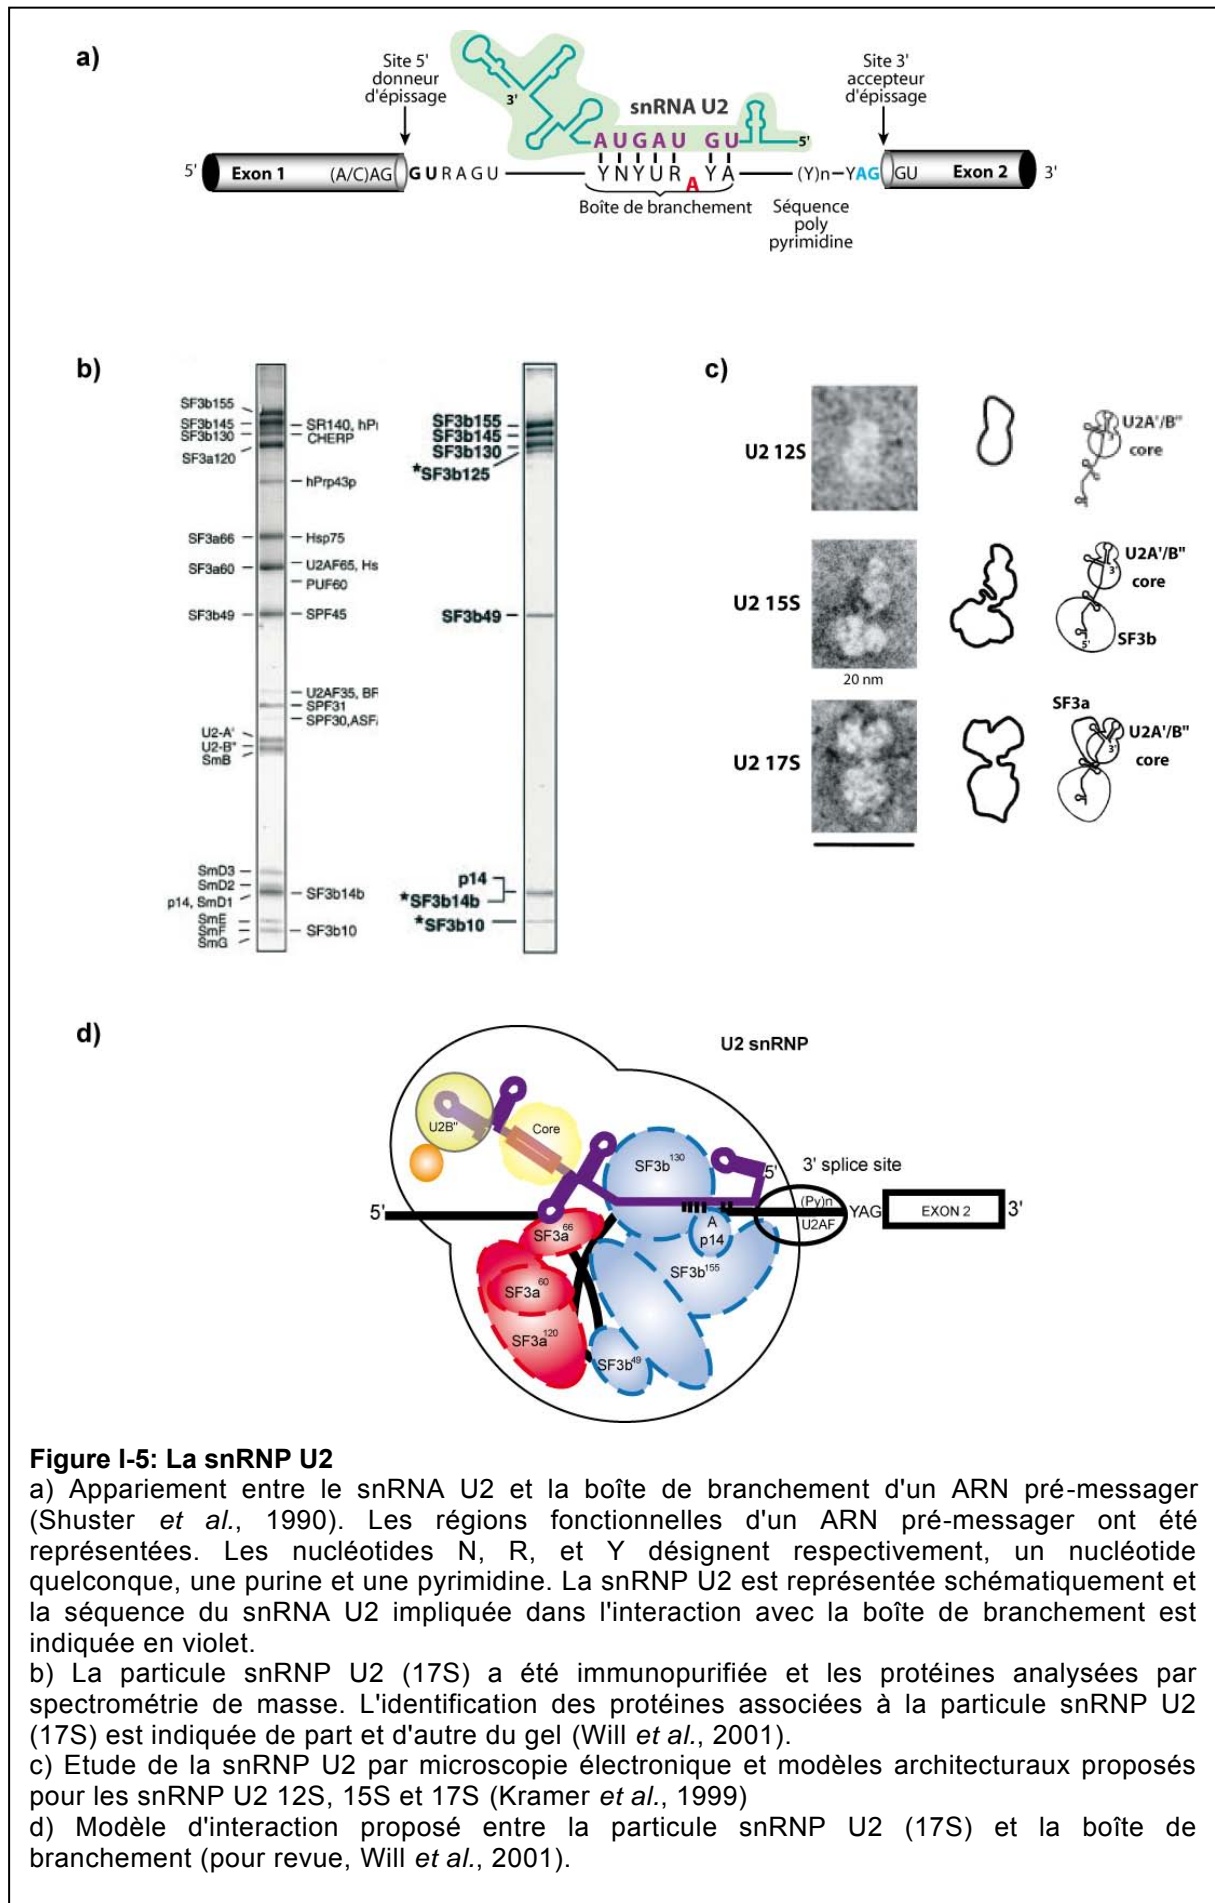 a)
Site 5'
donneur
d'épissage
Site 3'
accepteur
d'épissage
3'
snRNA U2
A U G A U G U
5'
5' Exon 1 (A/C)AG G U R A G U Y N Y U R A Y A (Y)n Y AG GU Exon 2 3'
Boîte de branchement
Séquence
poly
pyrimidine
b)
SF3b155
SF3b145
SF3b130
SF3a120
SF3a66
SF3a60
SF3b49
U2-A'
U2-B"
SmB
SmD3
SmD2
p14, SmD1
SmE
SmF
SmG
SR140, hPr
CHERP
hPrp43p
Hsp75
U2AF65, Hs
PUF60
SPF45
U2AF35, BF
SPF31
SPF30,ASF/
SF3b14b
SF3b10
SF3b155
SF3b145
SF3b130
*SF3b125
SF3b49
p14
*SF3b14b
*SF3b10
c)
U2 12S
U2A'/B"
3'
core
U2 15S
U2A'/B"
3'
core
5'
SF3b
20 nm
U2 17S
SF3a
U2A'/B"
3'
core
d)
U2 snRNP
U2B"
Core
SF3b130
5'
3' splice site
5'
(Py)n
U2AF
YAG
EXON 2
3'
A
p14
SF3a66
SF3b155
SF3a60
SF3a120
SF3b49
Figure I-5: La snRNP U2
a) Appariement entre le snRNA U2 et la boîte de branchement d'un ARN pré-messager
(Shuster et al., 1990). Les régions fonctionnelles d'un ARN pré-messager ont été
représentées. Les nucléotides N, R, et Y désignent respectivement, un nucléotide
quelconque, une purine et une pyrimidine. La snRNP U2 est représentée schématiquement et
la séquence du snRNA U2 impliquée dans l'interaction avec la boîte de branchement est
indiquée en violet.
b) La particule snRNP U2 (17S) a été immunopurifiée et les protéines analysées par
spectrométrie de masse. L'identification des protéines associées à la particule snRNP U2
(17S) est indiquée de part et d'autre du gel (Will et al., 2001).
c) Etude de la snRNP U2 par microscopie électronique et modèles architecturaux proposés
pour les snRNP U2 12S, 15S et 17S (Kramer et al., 1999)
d) Modèle d'interaction proposé entre la particule snRNP U2 (17S) et la boîte de
branchement (pour revue, Will et al., 2001).